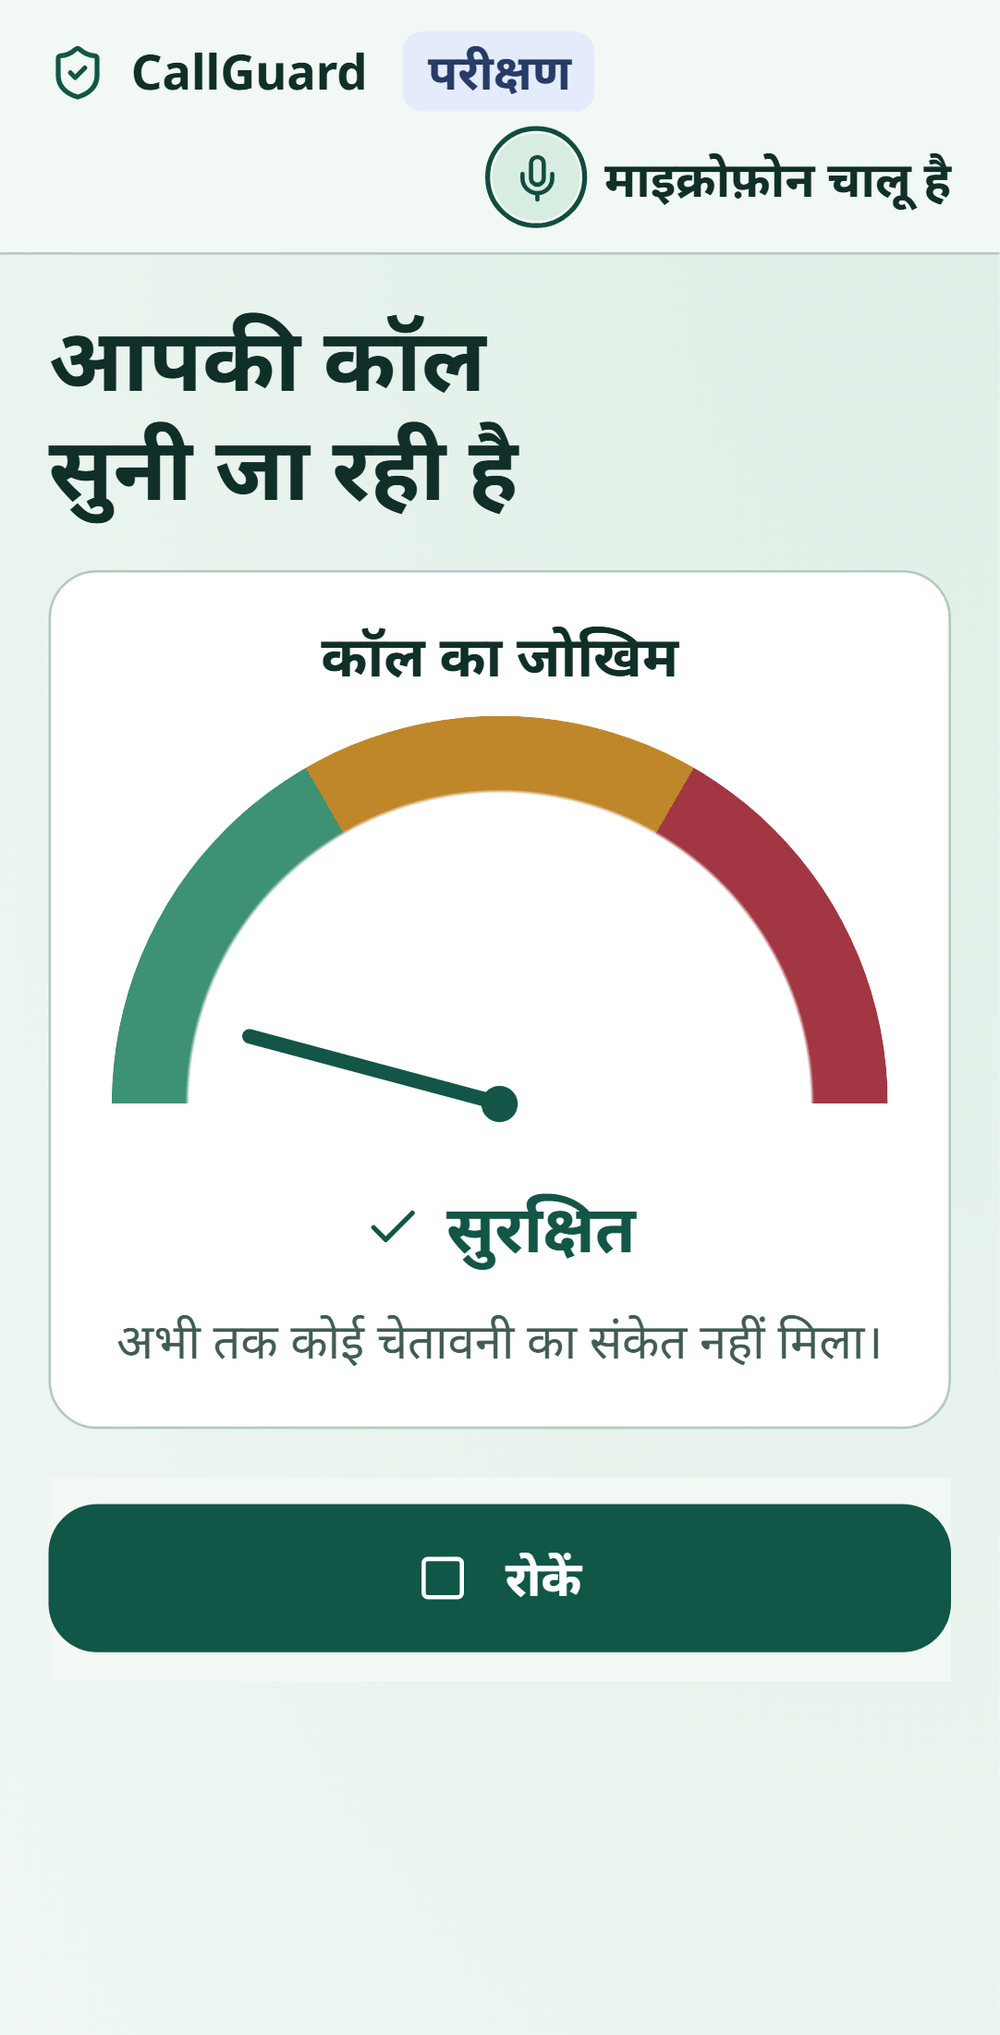 CallGuard परीक्षण
माइक्रोफ़ोन चालू है
आपकी कॉल
सुनी जा रही है
कॉल का जोखिम
सुरक्षित
अभी तक कोई चेतावनी का संकेत नहीं मिला।
रोकें